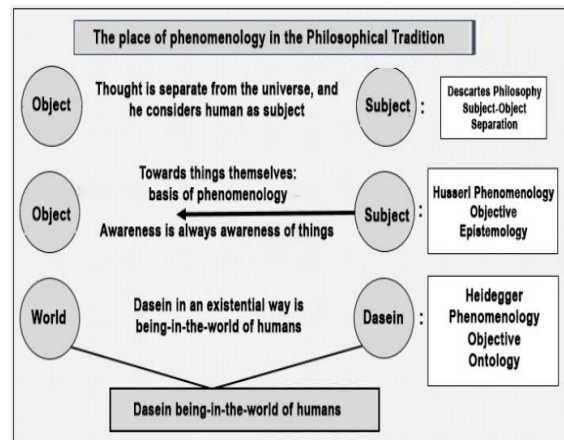 The place of phenomenology in the Philosophical Tradition
Object
Thought is separate from the universe, and
he considers human as subject
Subject
:
Descartes Philosophy
Subject-Object
Separation
Object
Towards things themselves:
basis of phenomenology
Awareness is always awareness of things
Subject
:
Husserl Phenomenology
Objective
Epistemology
World
Dasein in an existential way is
being-in-the-world of humans
Dasein
:
Heidegger
Phenomenology
Objective
Ontology
Dasein being-in-the-world of humans